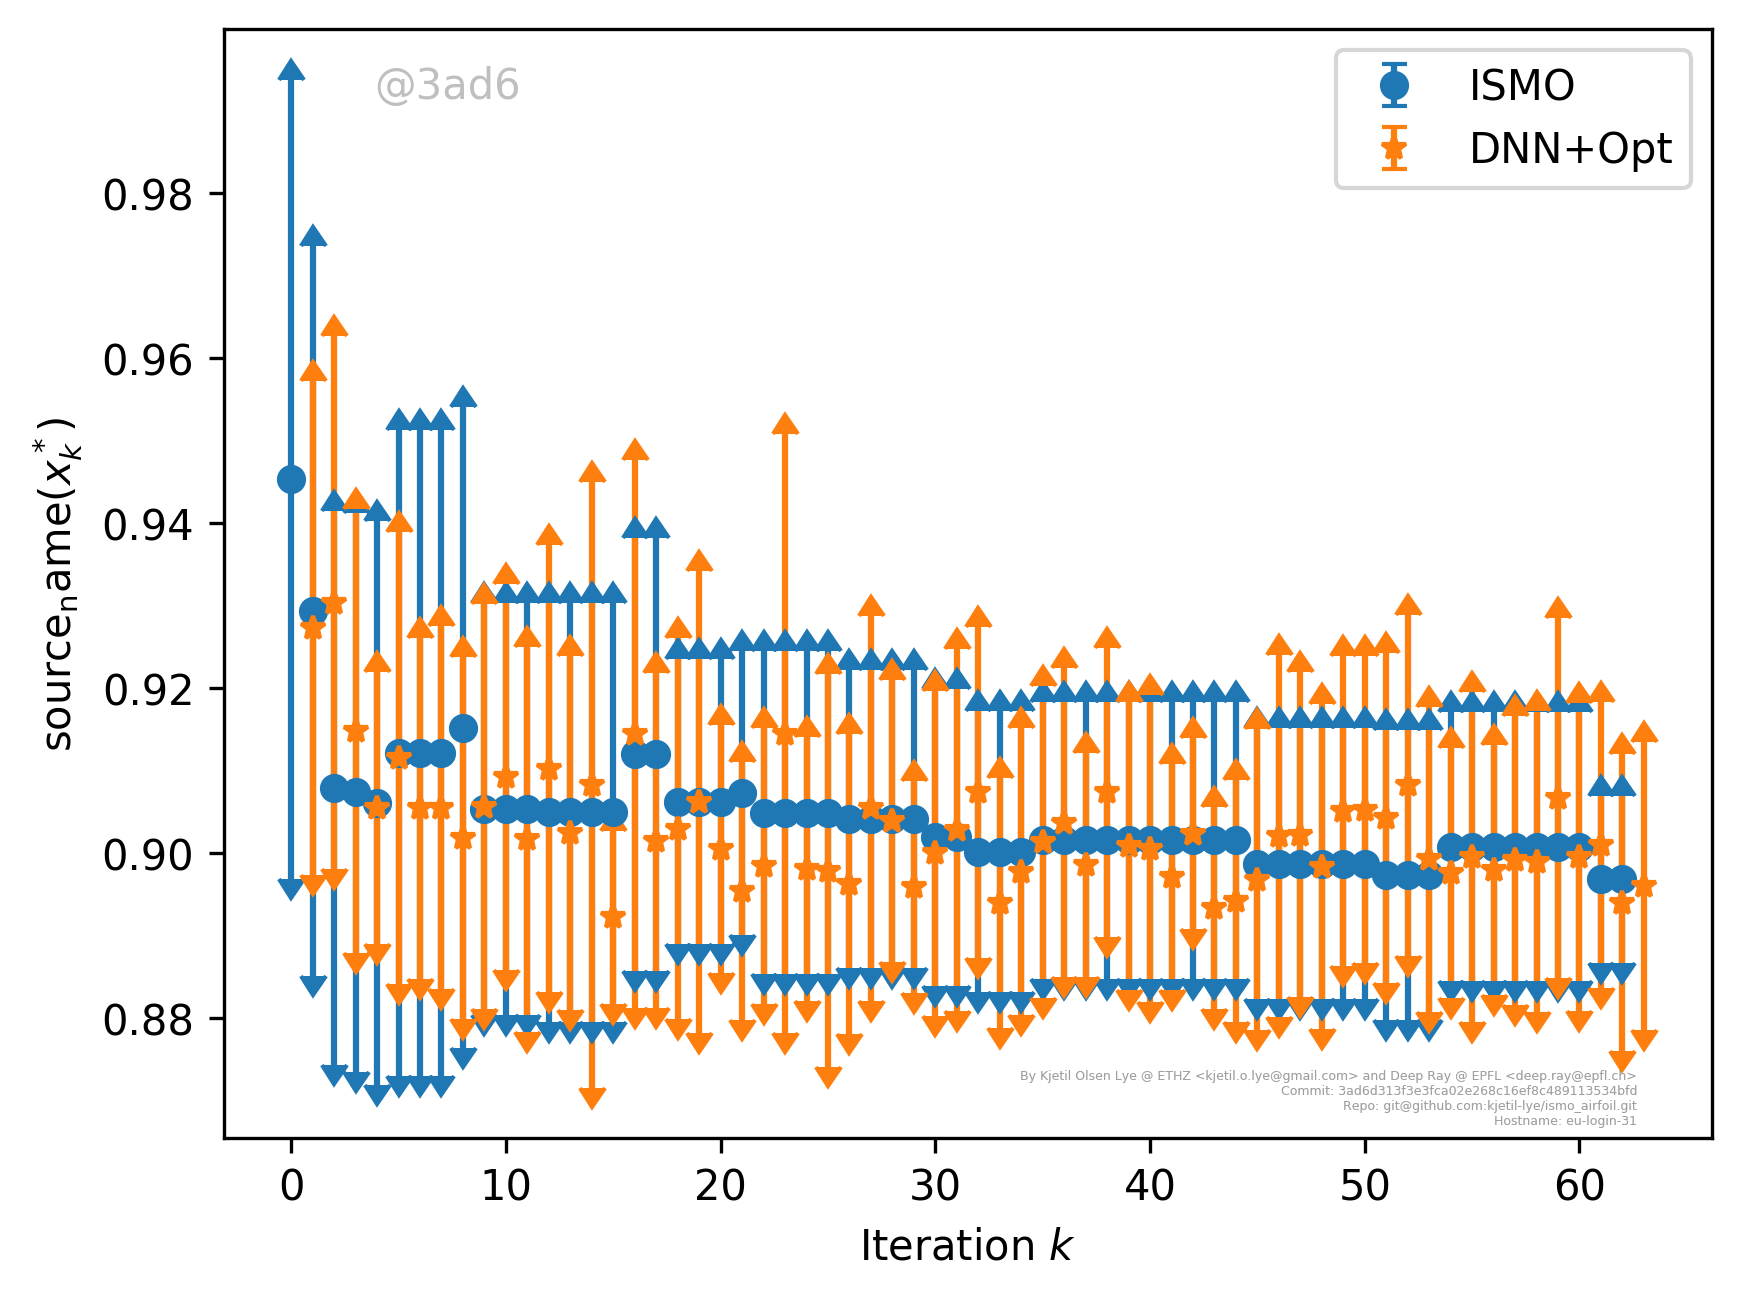 @3ad6
ISMO
DNN+Opt
0.98
0.96
0.94
0.92
0.90
0.88
source_name(x*_k)
0 10 20 30 40 50 60
Iteration k
By Kjetil Olsen Lye @ ETHZ <kjetil.o.lye@gmail.com> and Deep Ray @ EPFL <deep.ray@epfl.ch>
Commit: 3ad6d313f3e3fca02e268c16ef8c489113534bfd
Repo: git@github.com:kjetil-lye/ismo_airfoil.git
Hostname: eu-login-31